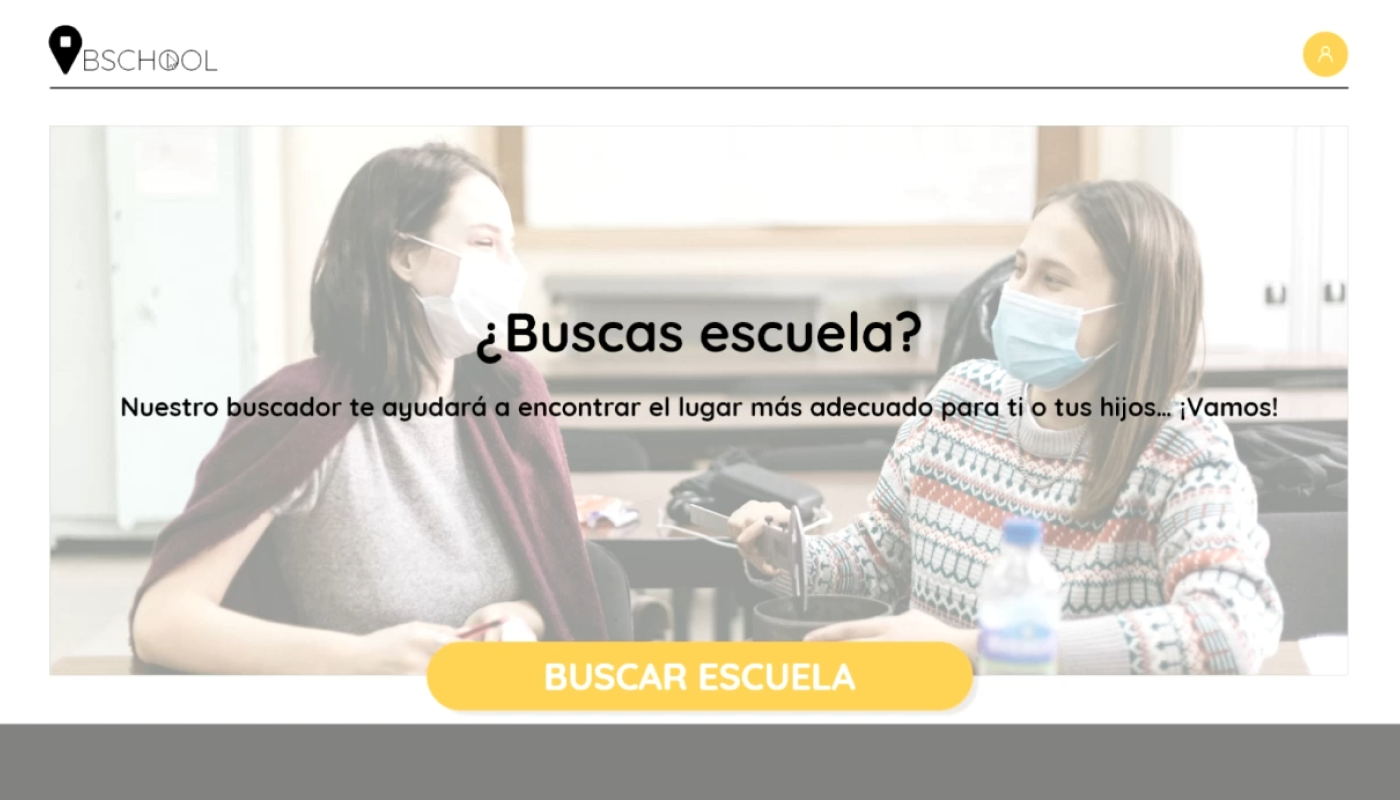 BSCHOOL
¿Buscas escuela?
Nuestro buscador te ayudará a encontrar el lugar más adecuado para ti o tus hijos... ¡Vamos!
BUSCAR ESCUELA